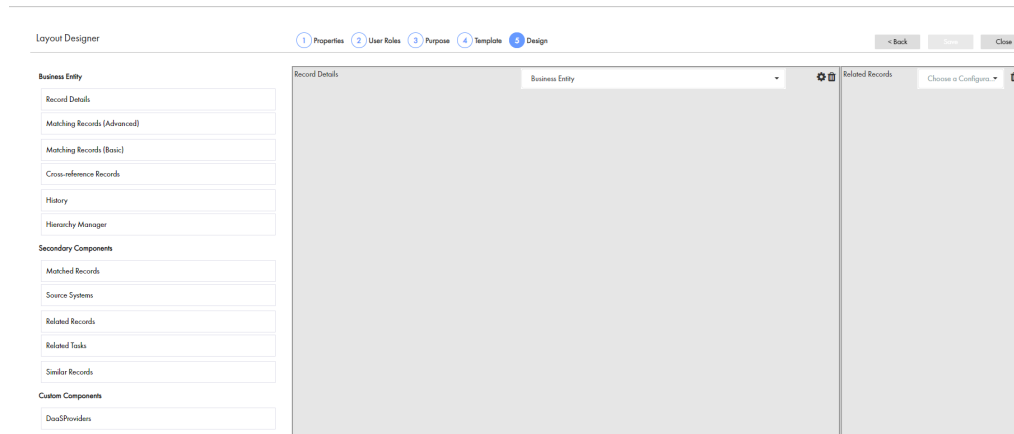 Layout Designer
1 Properties 2 User Roles 3 Purpose 4 Template 5 Design
< Back Save Close
Business Entity
Record Details
Matching Records (Advanced)
Matching Records (Basic)
Cross-reference Records
History
Hierarchy Manager
Secondary Components
Matched Records
Source Systems
Related Records
Related Tasks
Similar Records
Custom Components
DaaSProviders
Record Details
Business Entity
Related Records
Choose a Configura..